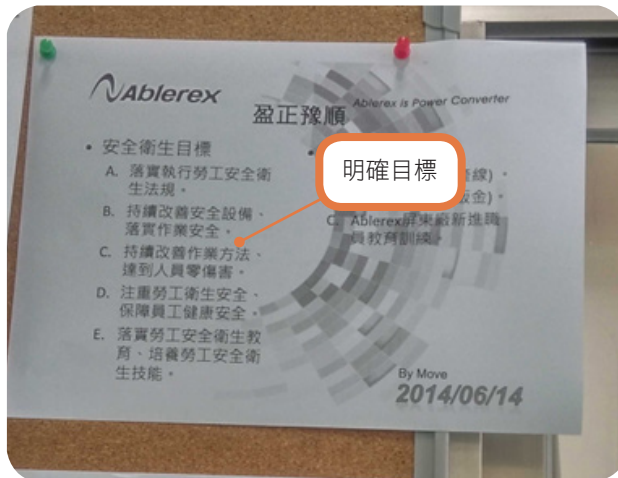 Ablerex
Ablerex is Power Converter
盈正豫順
• 安全衛生目標
A. 落實執行勞工安全衛
生法規。
B. 持續改善安全設備、
落實作業安全。
C. 持續改善作業方法、
達到人員零傷害。
D. 注重勞工衛生安全、
保障員工健康安全。
E. 落實勞工安全衛生教
育、培養勞工安全衛
生技能。
•
明確目標
線)。
金)。
C. Ablerex屏東廠新進職
員教育訓練。
By Move
2014/06/14